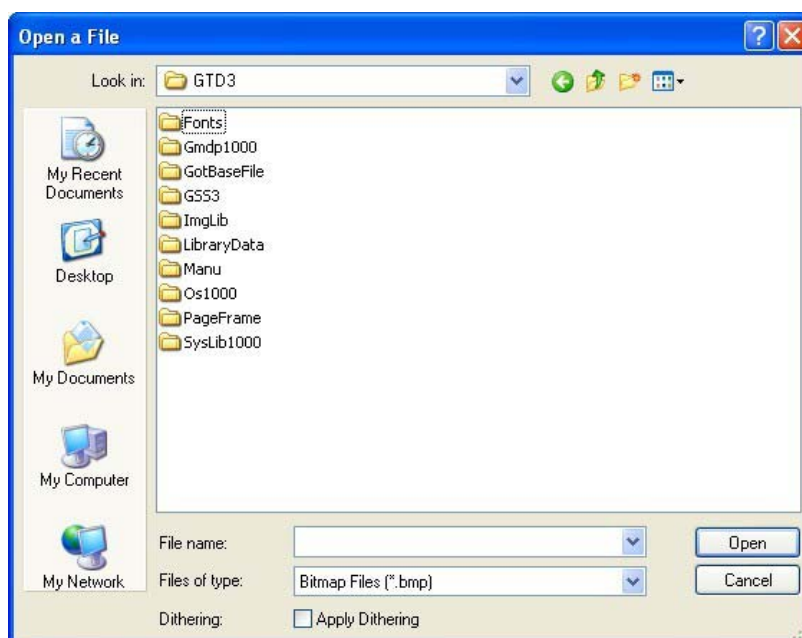 Open a File
Look in: GTD3
My Recent
Documents
Desktop
My Documents
My Computer
My Network
Fonts
Gmdp1000
GotBaseFile
GSS3
ImgLib
LibraryData
Manu
Os1000
PageFrame
SysLib1000
File name: Open
Files of type: Bitmap Files (*.bmp) Cancel
Dithering: Apply Dithering